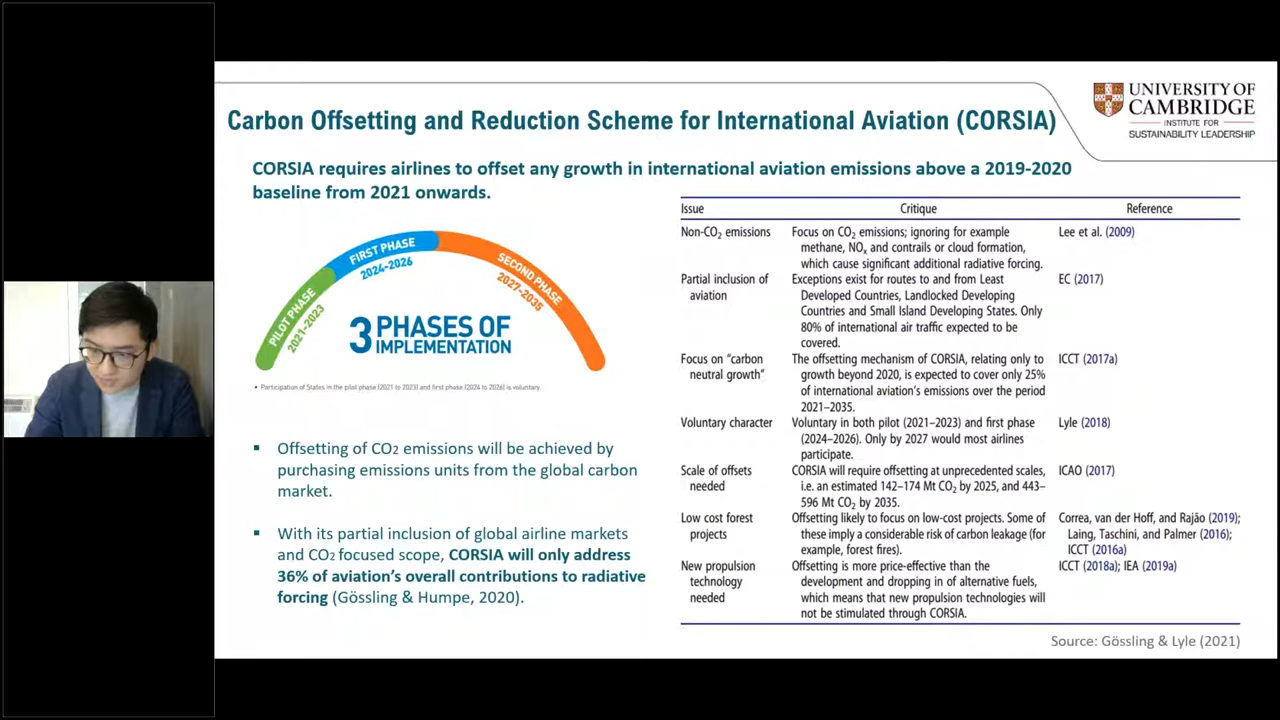 UNIVERSITY OF
CAMBRIDGE
INSTITUTE FOR
SUSTAINABILITY LEADERSHIP
Carbon Offsetting and Reduction Scheme for International Aviation (CORSIA)
CORSIA requires airlines to offset any growth in international aviation emissions above a 2019-2020
baseline from 2021 onwards.
PILOT PHASE
2021-2023
FIRST PHASE
2024-2026
SECOND PHASE
2027-2035
3 PHASES OF
IMPLEMENTATION
• Participation of States in the pilot phase (2021 to 2023) and first phase (2024 to 2026) is voluntary.
▪ Offsetting of CO2 emissions will be achieved by
purchasing emissions units from the global carbon
market.
▪ With its partial inclusion of global airline markets
and CO2 focused scope, CORSIA will only address
36% of aviation's overall contributions to radiative
forcing (Gössling & Humpe, 2020).
Issue Critique Reference
Non-CO2 emissions Focus on CO2 emissions; ignoring for example Lee et al. (2009)
methane, NOx and contrails or cloud formation,
which cause significant additional radiative forcing.
Partial inclusion of Exceptions exist for routes to and from Least EC (2017)
aviation Developed Countries, Landlocked Developing
Countries and Small Island Developing States. Only
80% of international air traffic expected to be
covered.
Focus on "carbon The offsetting mechanism of CORSIA, relating only to ICCT (2017a)
neutral growth" growth beyond 2020, is expected to cover only 25%
of international aviation's emissions over the period
2021–2035.
Voluntary character Voluntary in both pilot (2021–2023) and first phase Lyle (2018)
(2024–2026). Only by 2027 would most airlines
participate.
Scale of offsets CORSIA will require offsetting at unprecedented scales, ICAO (2017)
needed i.e. an estimated 142–174 Mt CO2 by 2025, and 443–
596 Mt CO2 by 2035.
Low cost forest Offsetting likely to focus on low-cost projects. Some of Correa, van der Hoff, and Rajão (2019);
projects these imply a considerable risk of carbon leakage (for Laing, Taschini, and Palmer (2016);
example, forest fires). ICCT (2016a)
New propulsion Offsetting is more price-effective than the ICCT (2018a); IEA (2019a)
technology development and dropping in of alternative fuels,
needed which means that new propulsion technologies will
not be stimulated through CORSIA.
Source: Gössling & Lyle (2021)